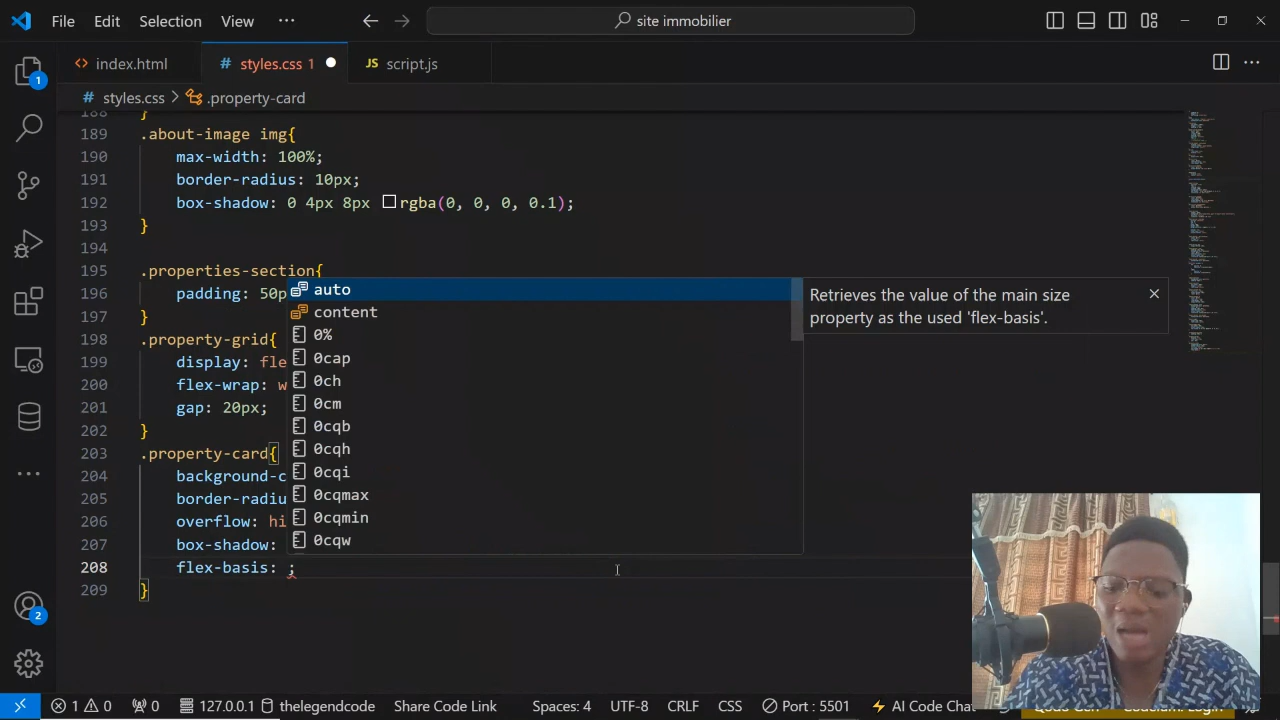 File Edit Selection View ··· site immobilier
index.html styles.css 1 JS script.js
# styles.css > .property-card
188 }
189 .about-image img{
190 max-width: 100%;
191 border-radius: 10px;
192 box-shadow: 0 4px 8px rgba(0, 0, 0, 0.1);
193 }
194
195 .properties-section{
196 padding: 50p
197 }
198 .property-grid{
199 display: fle
200 flex-wrap: w
201 gap: 20px;
202 }
203 .property-card{
204 background-c
205 border-radiu
206 overflow: hi
207 box-shadow:
208 flex-basis: ;
209 }
auto
content
0%
0cap
0ch
0cm
0cqb
0cqh
0cqi
0cqmax
0cqmin
0cqw
Retrieves the value of the main size
property as the used 'flex-basis'.
1
2
1 0 0 127.0.0.1 thelegendcode Share Code Link Spaces: 4 UTF-8 CRLF CSS Port : 5501 AI Code Cha